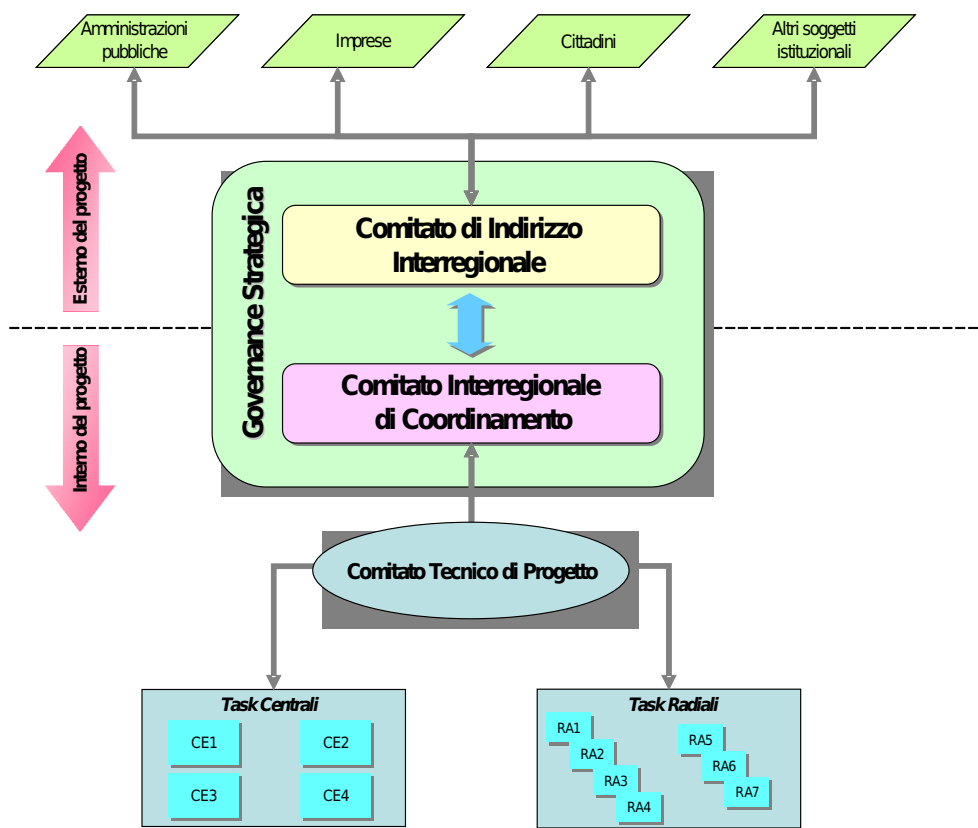 Amministrazioni
pubbliche
Imprese
Cittadini
Altri soggetti
istituzionali
Esterno del progetto
Governance Strategica
Comitato di Indirizzo
Interregionale
Interno del progetto
Comitato Interregionale
di Coordinamento
Comitato Tecnico di Progetto
Task Centrali
CE1
CE2
CE3
CE4
Task Radiali
RA1
RA2
RA3
RA4
RA5
RA6
RA7